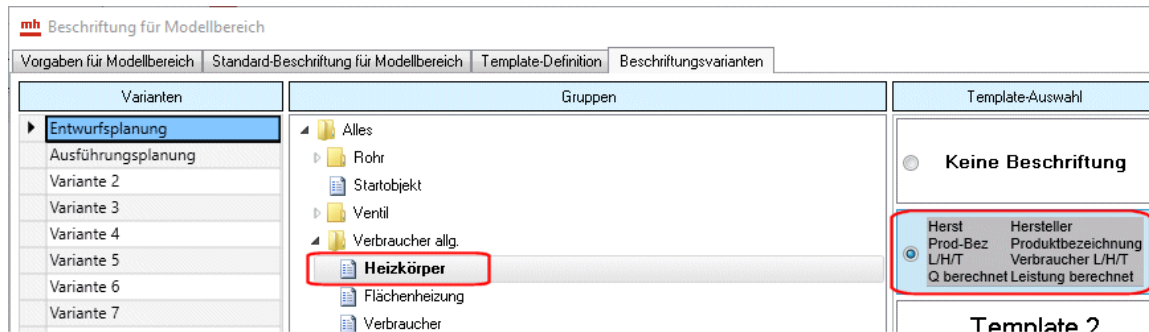 mh Beschriftung für Modellbereich
Vorgaben für Modellbereich Standard-Beschriftung für Modellbereich Template-Definition Beschriftungsvarianten
Varianten Gruppen Template-Auswahl
Entwurfsplanung
Ausführungsplanung
Variante 2
Variante 3
Variante 4
Variante 5
Variante 6
Variante 7
Alles
Rohr
Startobjekt
Ventil
Verbraucher allg.
Heizkörper
Flächenheizung
Verbraucher
Keine Beschriftung
Herst Hersteller
Prod-Bez Produktbezeichnung
L/H/T Verbraucher L/H/T
Q berechnet Leistung berechnet
Template 2